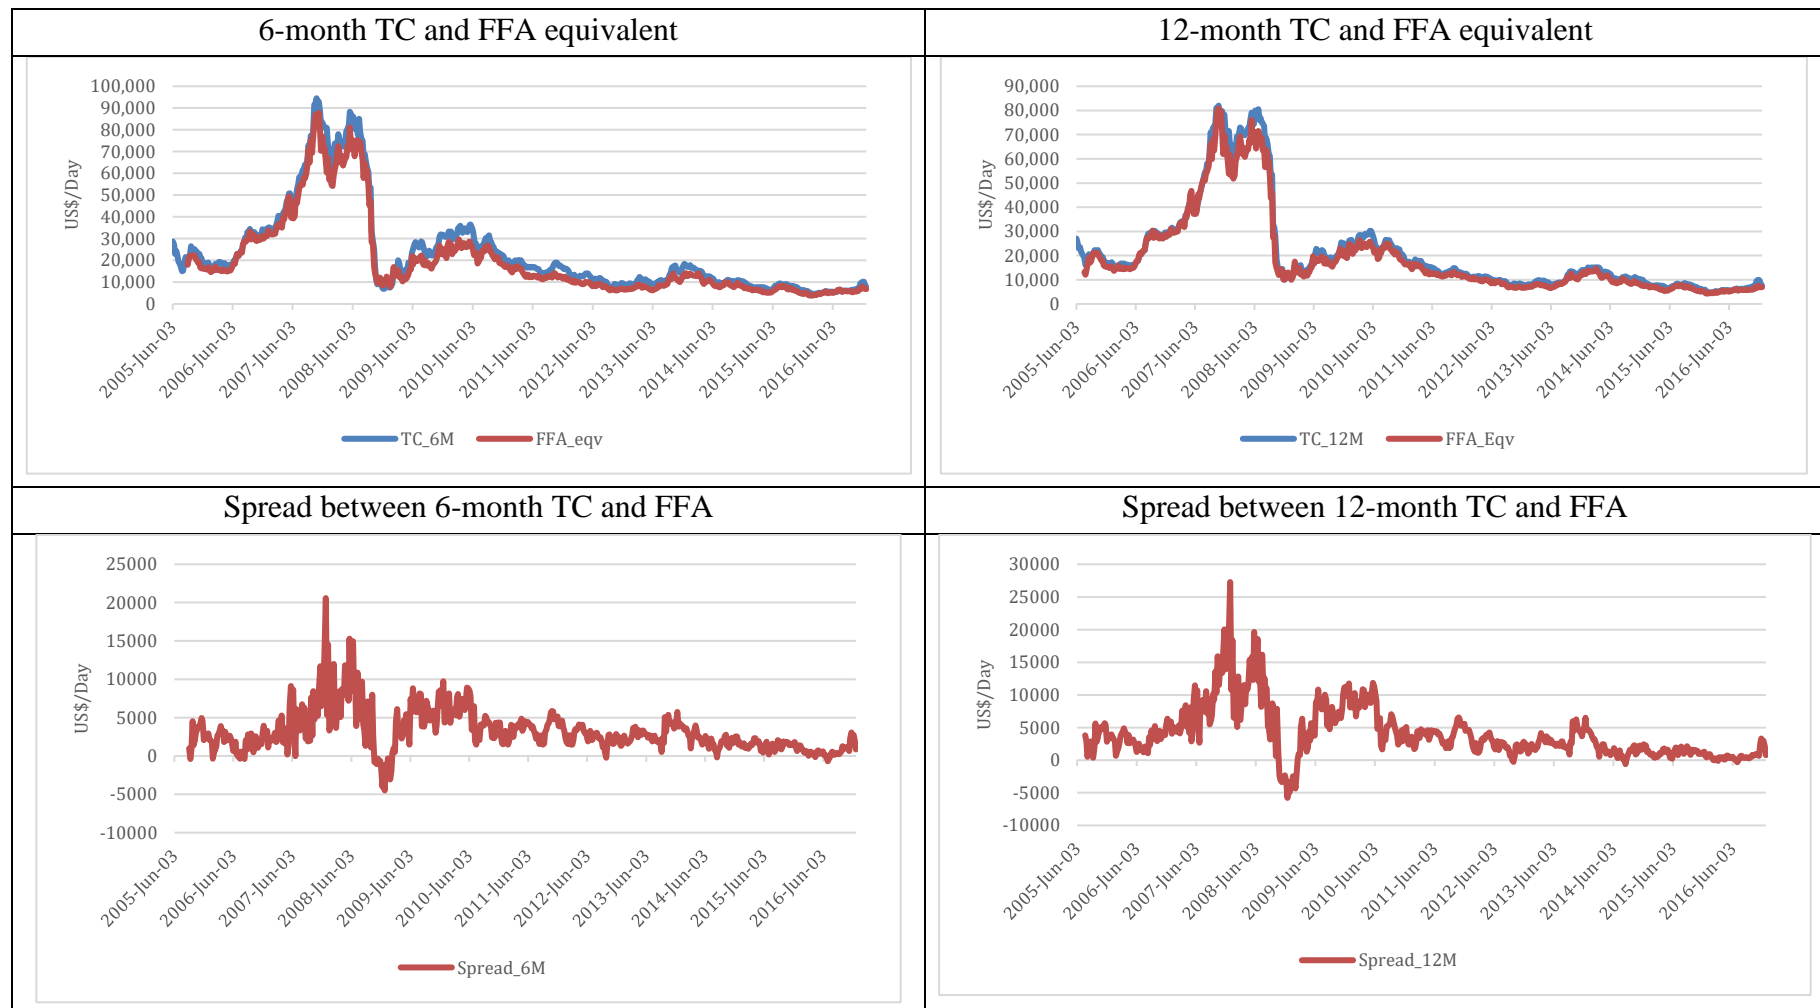 6-month TC and FFA equivalent
100,000
90,000
80,000
70,000
60,000
50,000
40,000
30,000
20,000
10,000
0
US$/Day
2005-Jun-03
2006-Jun-03
2007-Jun-03
2008-Jun-03
2009-Jun-03
2010-Jun-03
2011-Jun-03
2012-Jun-03
2013-Jun-03
2014-Jun-03
2015-Jun-03
2016-Jun-03
TC_6M FFA_eqv
12-month TC and FFA equivalent
90,000
80,000
70,000
60,000
50,000
40,000
30,000
20,000
10,000
0
US$/Day
2005-Jun-03
2006-Jun-03
2007-Jun-03
2008-Jun-03
2009-Jun-03
2010-Jun-03
2011-Jun-03
2012-Jun-03
2013-Jun-03
2014-Jun-03
2015-Jun-03
2016-Jun-03
TC_12M FFA_Eqv
Spread between 6-month TC and FFA
25000
20000
15000
10000
5000
0
-5000
-10000
US$/Day
2005-Jun-03
2006-Jun-03
2007-Jun-03
2008-Jun-03
2009-Jun-03
2010-Jun-03
2011-Jun-03
2012-Jun-03
2013-Jun-03
2014-Jun-03
2015-Jun-03
2016-Jun-03
Spread_6M
Spread between 12-month TC and FFA
30000
25000
20000
15000
10000
5000
0
-5000
-10000
US$/Day
2005-Jun-03
2006-Jun-03
2007-Jun-03
2008-Jun-03
2009-Jun-03
2010-Jun-03
2011-Jun-03
2012-Jun-03
2013-Jun-03
2014-Jun-03
2015-Jun-03
2016-Jun-03
Spread_12M